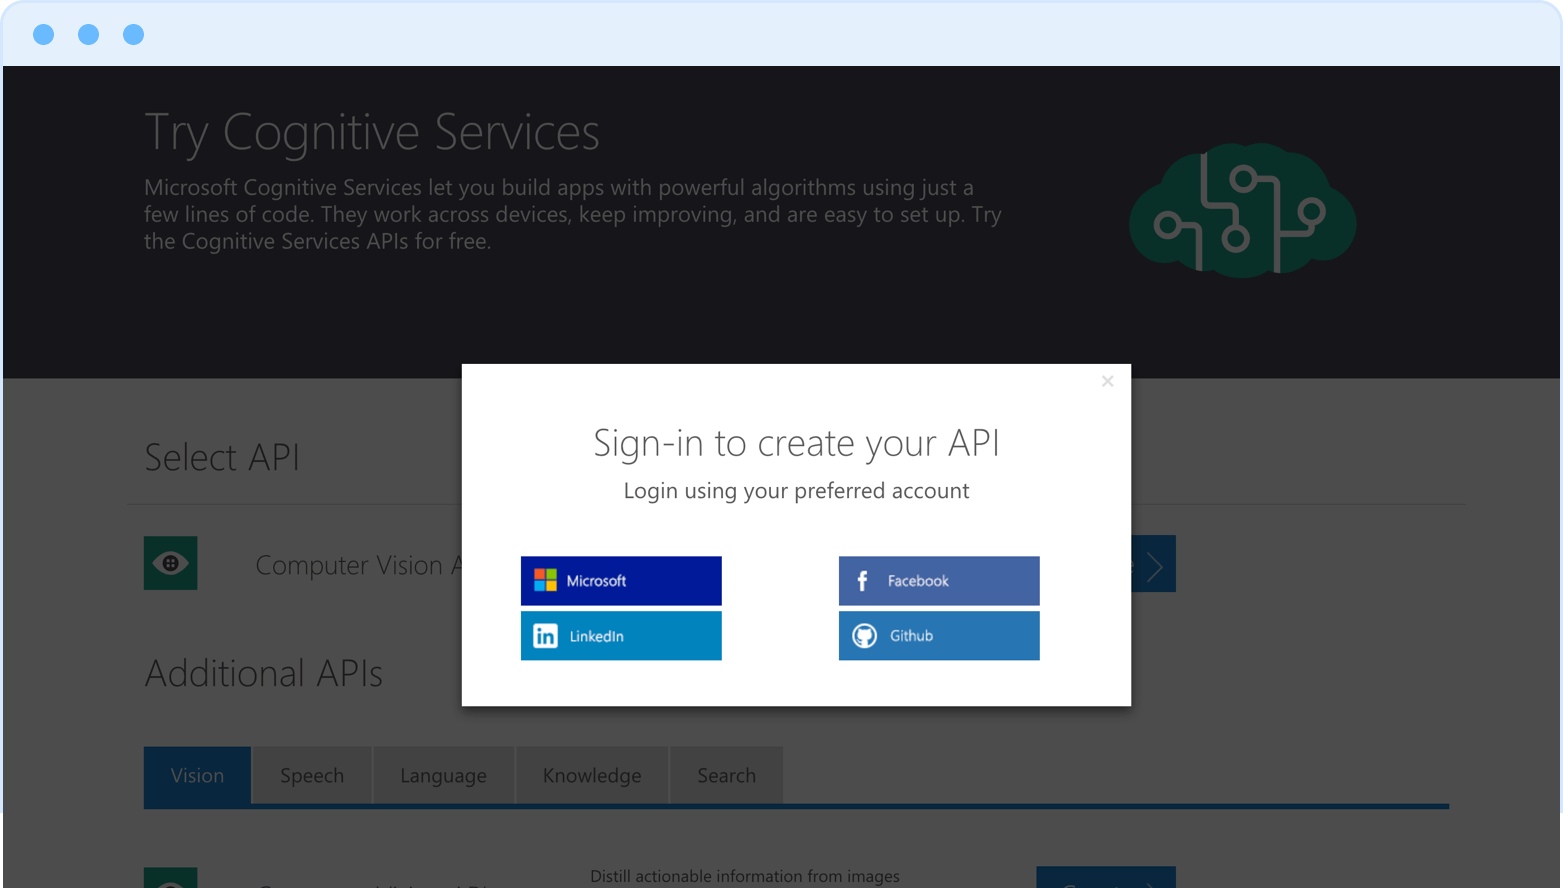 Try Cognitive Services
Microsoft Cognitive Services let you build apps with powerful algorithms using just a
few lines of code. They work across devices, keep improving, and are easy to set up. Try
the Cognitive Services APIs for free.
Sign-in to create your API
Login using your preferred account
Microsoft
Facebook
LinkedIn
Github
Select API
Computer Vision
Additional APIs
Vision
Speech
Language
Knowledge
Search
Distill actionable information from images